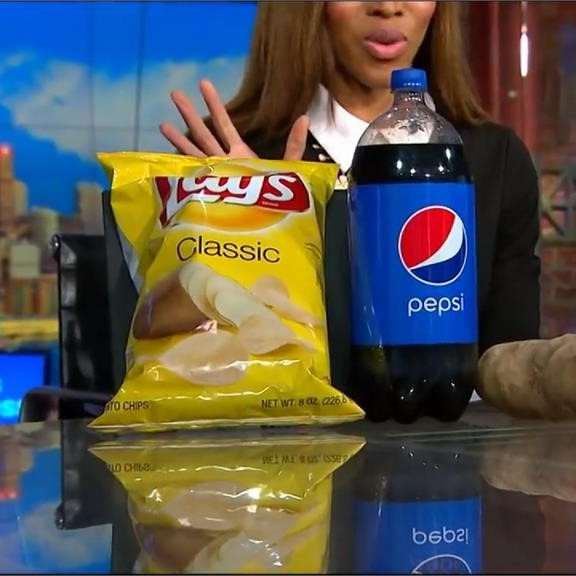 Lay's
Classic
TO CHIPS
NET WT. 8 OZ. (226.8
pepsi